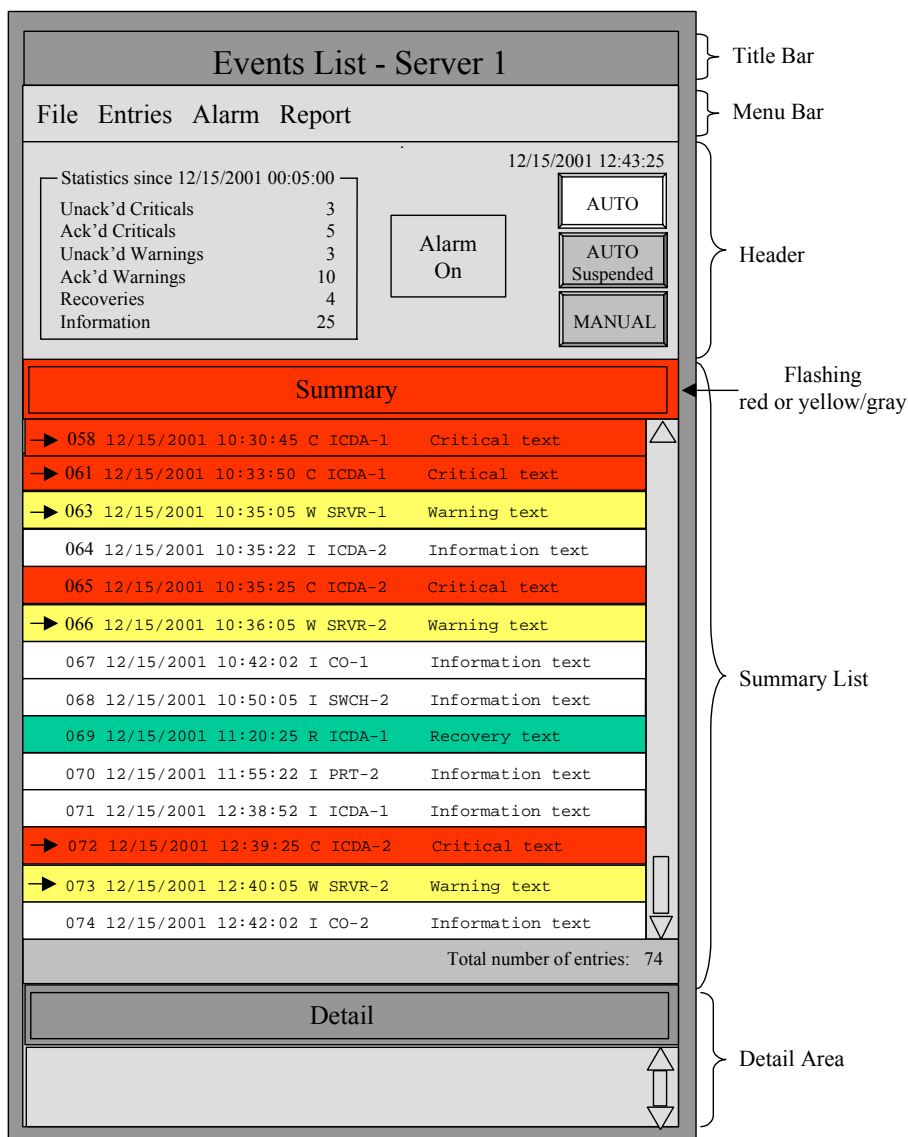 Events List - Server 1
Title Bar
File Entries Alarm Report
Menu Bar
12/15/2001 12:43:25
Statistics since 12/15/2001 00:05:00
Unack'd Criticals 3
Ack'd Criticals 5
Unack'd Warnings 3
Ack'd Warnings 10
Recoveries 4
Information 25
Alarm
On
AUTO
AUTO
Suspended
MANUAL
Header
Summary
Flashing
red or yellow/gray
058 12/15/2001 10:30:45 C ICDA-1 Critical text
061 12/15/2001 10:33:50 C ICDA-1 Critical text
063 12/15/2001 10:35:05 W SRVR-1 Warning text
064 12/15/2001 10:35:22 I ICDA-2 Information text
065 12/15/2001 10:35:25 C ICDA-2 Critical text
066 12/15/2001 10:36:05 W SRVR-2 Warning text
067 12/15/2001 10:42:02 I CO-1 Information text
068 12/15/2001 10:50:05 I SWCH-2 Information text
069 12/15/2001 11:20:25 R ICDA-1 Recovery text
070 12/15/2001 11:55:22 I PRT-2 Information text
071 12/15/2001 12:38:52 I ICDA-1 Information text
072 12/15/2001 12:39:25 C ICDA-2 Critical text
073 12/15/2001 12:40:05 W SRVR-2 Warning text
074 12/15/2001 12:42:02 I CO-2 Information text
Summary List
Total number of entries: 74
Detail
Detail Area